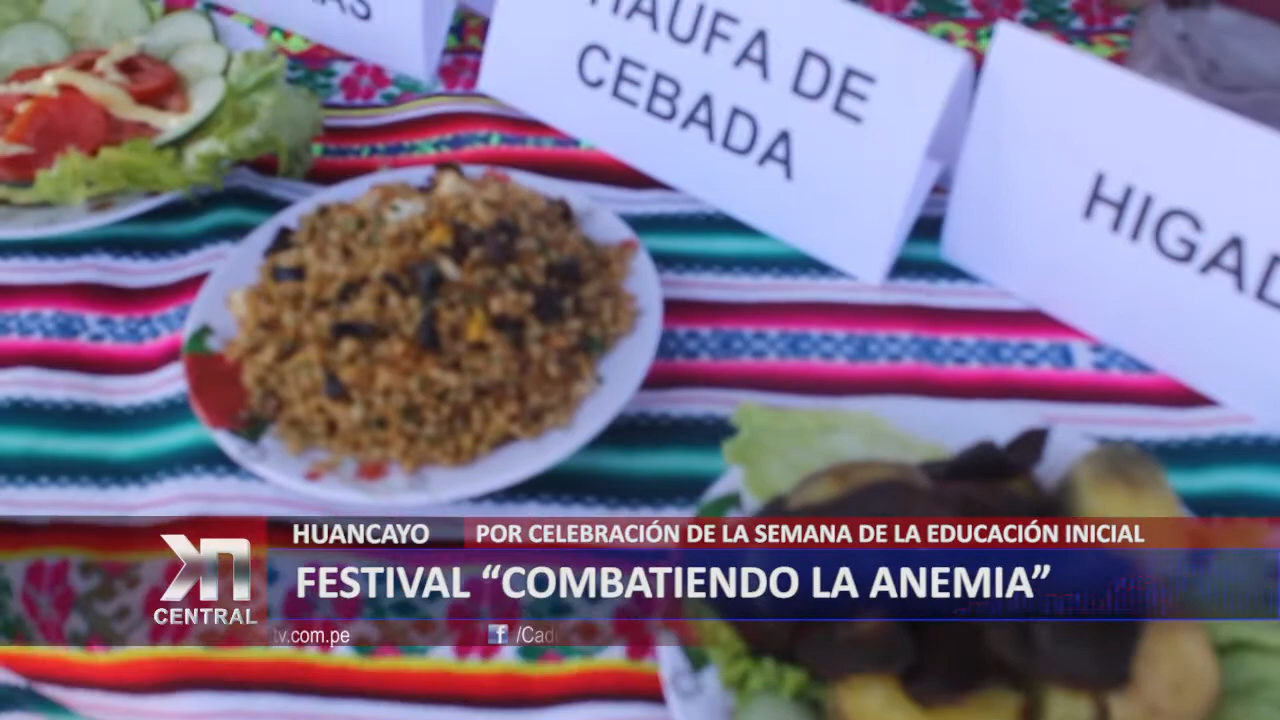 HAUFA DE
CEBADA
HIGAD
HUANCAYO
POR CELEBRACIÓN DE LA SEMANA DE LA EDUCACIÓN INICIAL
FESTIVAL “COMBATIENDO LA ANEMIA”
KN
CENTRAL
tv.com.pe
f /Cad